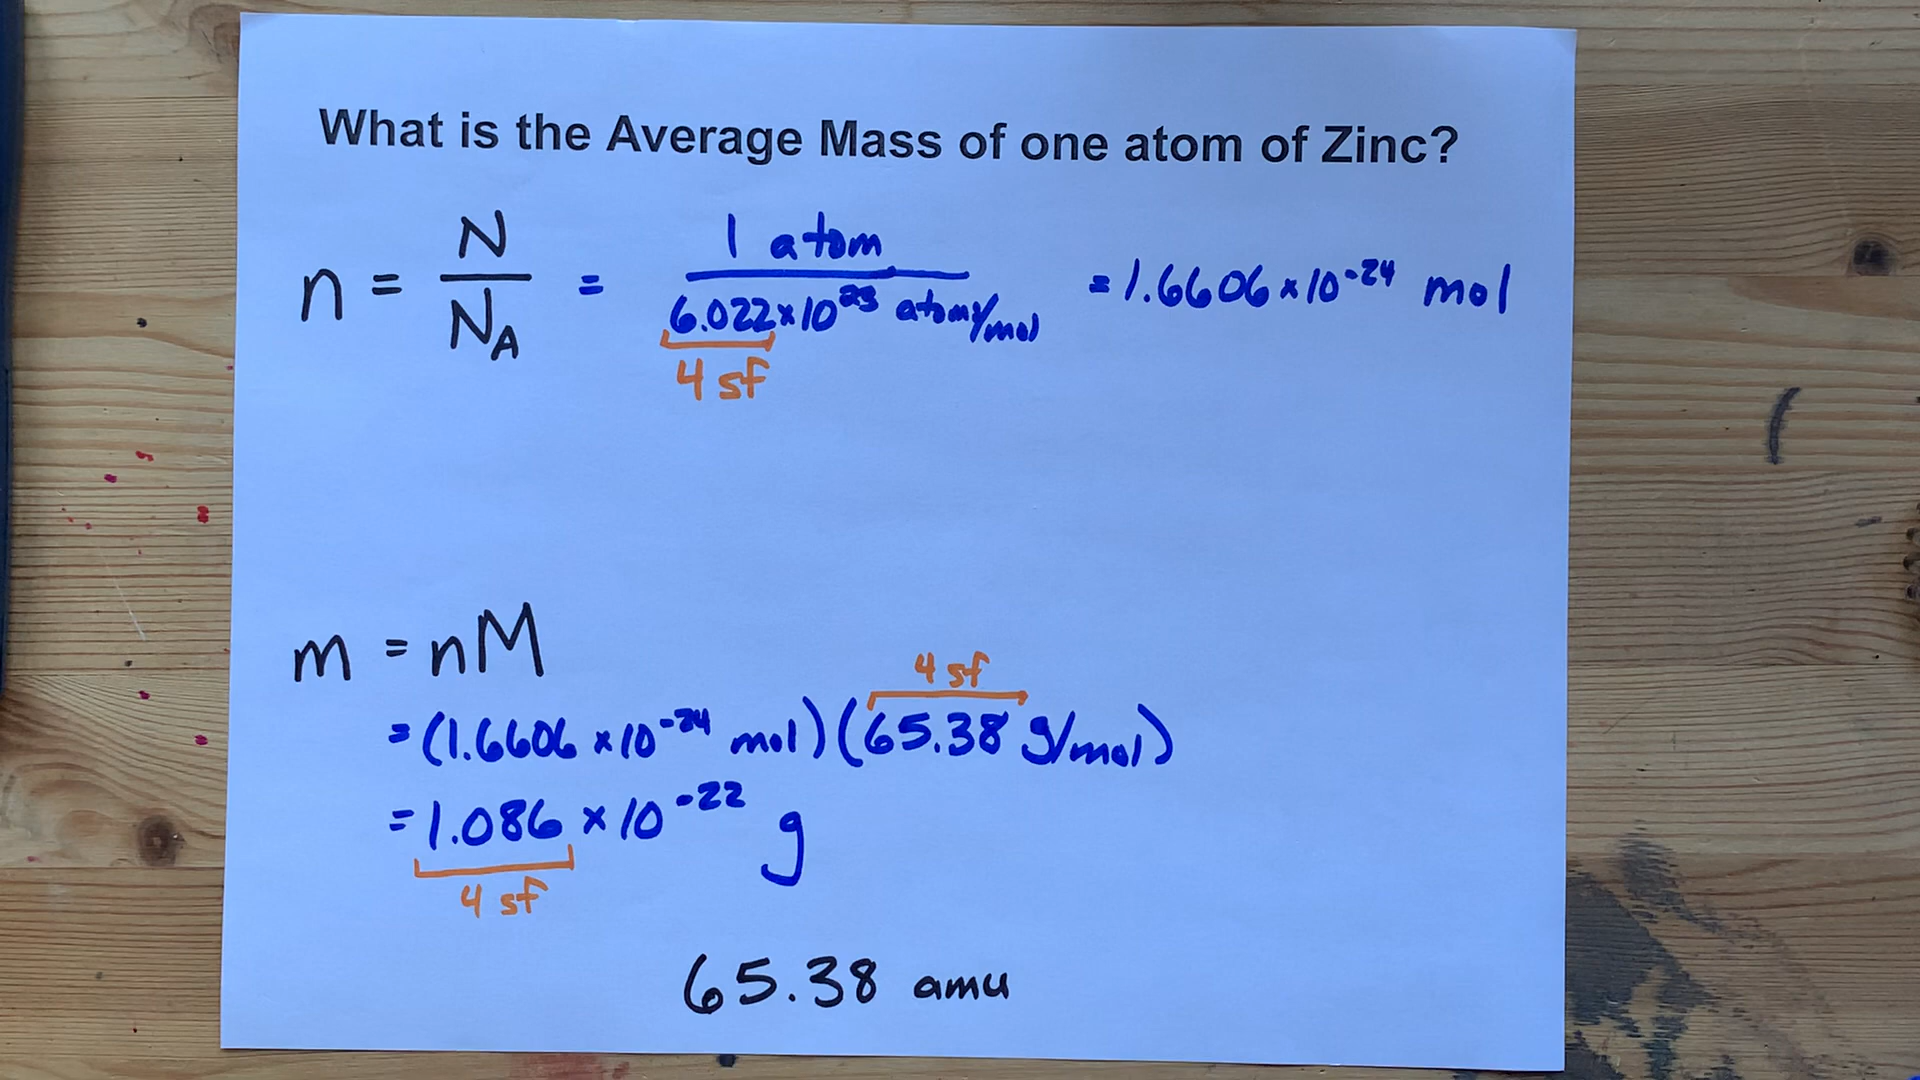 What is the Average Mass of one atom of Zinc?
n = N/N_A = 1 atom / 6.022×10^23 atoms/mol = 1.6606×10^-24 mol
4 sf
m = nM
4 sf
= (1.6606 ×10^-24 mol)(65.38 g/mol)
= 1.086 × 10^-22 g
4 sf
65.38 amu